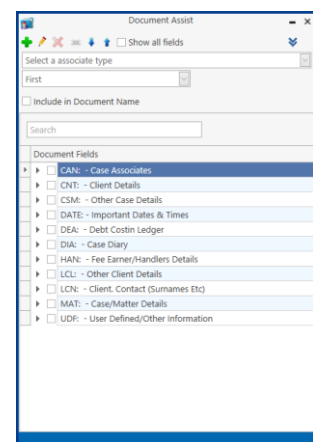 Document Assist
Show all fields
Select a associate type
First
Include in Document Name
Search
Document Fields
CAN: - Case Associates
CNT: - Client Details
CSM: - Other Case Details
DATE: - Important Dates & Times
DEA: - Debt Costin Ledger
DIA: - Case Diary
HAN: - Fee Earner/Handlers Details
LCL: - Other Client Details
LCN: - Client. Contact (Surnames Etc)
MAT: - Case/Matter Details
UDF: - User Defined/Other Information